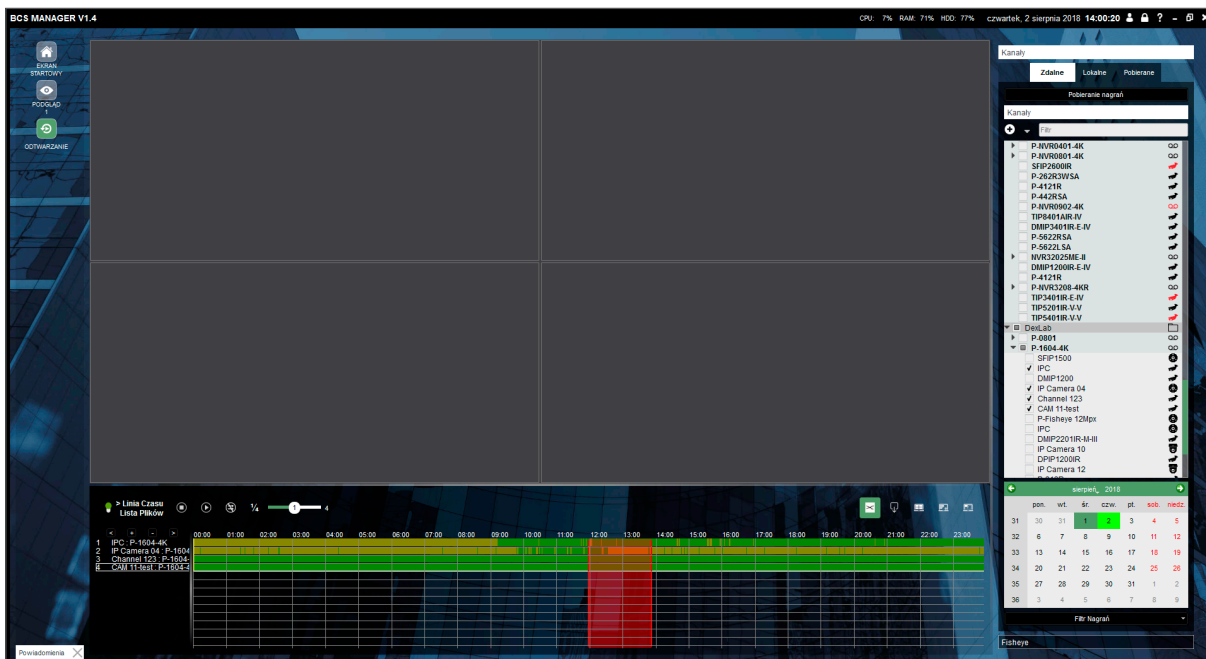 BCS MANAGER V1.4
CPU: 7% RAM: 71% HDD: 77% czwartek, 2 sierpnia 2018 14:00:20 ?
EKRAN
STARTOWY
PODGLĄD
1
ODTWARZANIE
Kanały
Zdalne Lokalne Pobierane
Pobieranie nagrań
Kanały
Filtr
P-NVR0401-4K
P-NVR0801-4K
SFIP2600IR
P-262R3WSA
P-4121R
P-442RSA
P-NVR0902-4K
TIP8401AIR-IV
DMIP3401IR-E-IV
P-5622RSA
P-5622LSA
NVR32025ME-II
DMIP1200IR-E-IV
P-4121R
P-NVR3208-4KR
TIP3401IR-E-IV
TIP5201IR-V-V
TIP5401IR-V-V
DexLab
P-0801
P-1604-4K
SFIP1500
IPC
DMIP1200
IP Camera 04
Channel 123
CAM 11-test
P-Fisheye 12Mpx
IPC
DMIP2201IR-M-III
IP Camera 10
DPIP1200IR
IP Camera 12
sierpień, 2018
pon. wt. śr. czw. pt. sob. niedz.
31 30 31 1 2 3 4 5
32 6 7 8 9 10 11 12
33 13 14 15 16 17 18 19
34 20 21 22 23 24 25 26
35 27 28 29 30 31 1 2
36 3 4 5 6 7 8 9
Filtr Nagrań
Fisheye
> Linia Czasu
Lista Plików
¼ 1 4
< + - >
00:00 01:00 02:00 03:00 04:00 05:00 06:00 07:00 08:00 09:00 10:00 11:00 12:00 13:00 14:00 15:00 16:00 17:00 18:00 19:00 20:00 21:00 22:00 23:00
1 IPC : P-1604-4K
2 IP Camera 04 : P-1604
3 Channel 123 : P-1604-
4 CAM 11-test : P-1604-4
Powiadomienia